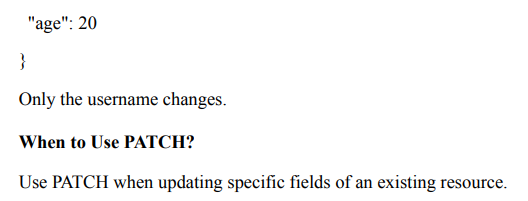 "age": 20
}
Only the username changes.
When to Use PATCH?
Use PATCH when updating specific fields of an existing resource.